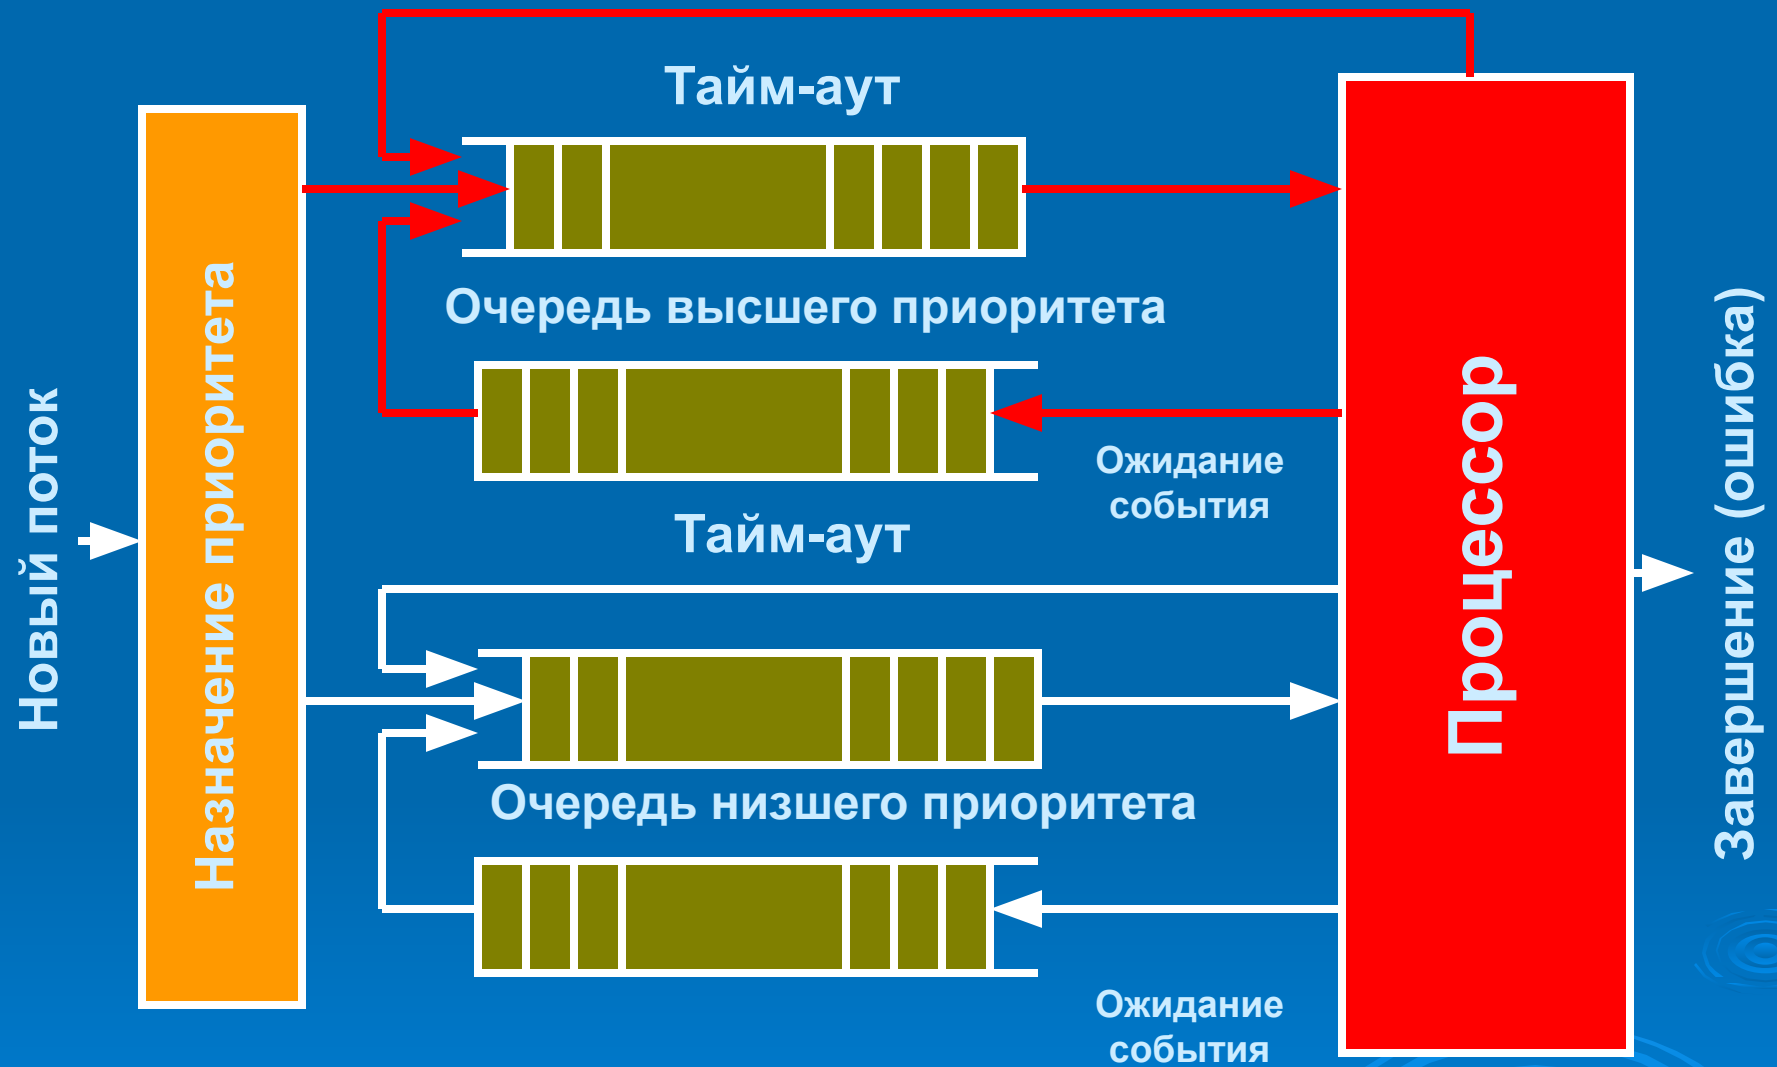 Новый поток
Назначение приоритета
Тайм-аут
Очередь высшего приоритета
Ожидание
события
Тайм-аут
Очередь низшего приоритета
Ожидание
события
Процессор
Завершение (ошибка)